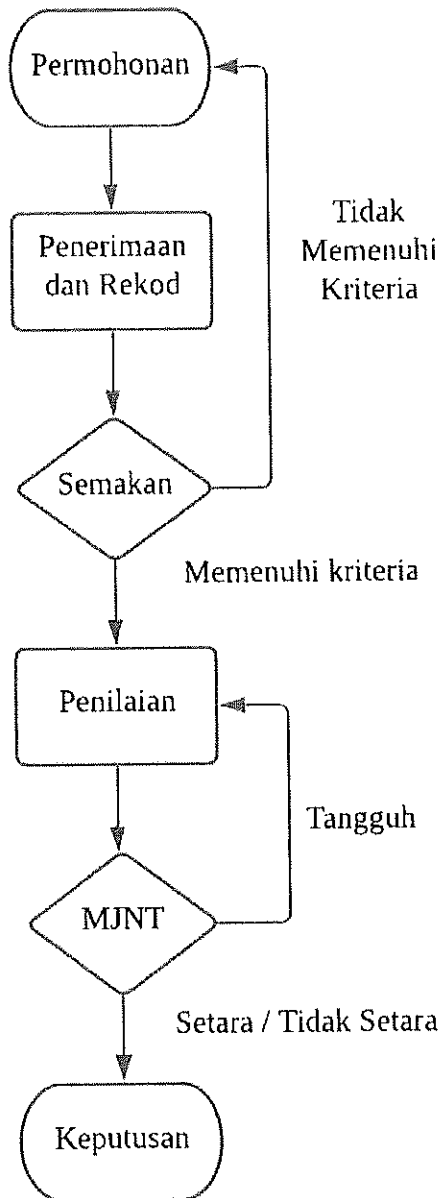 Permohonan
Penerimaan
dan Rekod
Tidak
Memenuhi
Kriteria
Semakan
Memenuhi kriteria
Penilaian
Tangguh
MJNT
Setara / Tidak Setara
Keputusan